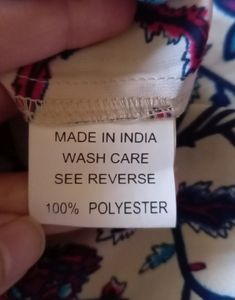 MADE IN INDIA
WASH CARE
SEE REVERSE
100% POLYESTER